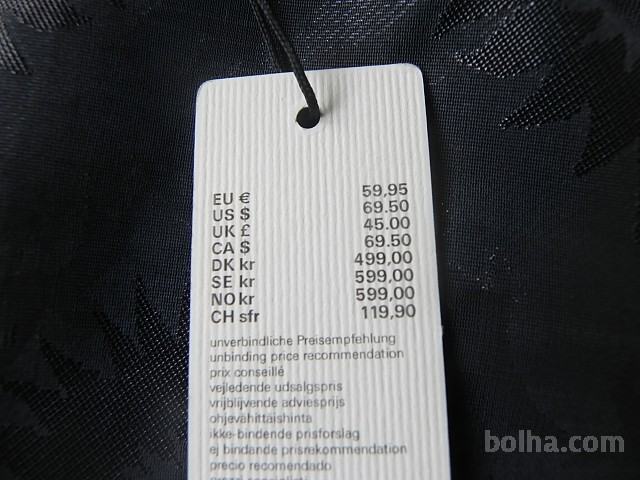 EU € 59,95
US $ 69.50
UK £ 45.00
CA $ 69.50
DK kr 499,00
SE kr 599,00
NO kr 599,00
CH sfr 119,90
unverbindliche Preisempfehlung
unbinding price recommendation
prix conseillé
vejledende udsalgspris
vrijblijvende adviesprijs
ohjevähittäishinta
ikke-bindende prisforslag
ej bindande prisrekommendation
precio recomendado
bolha.com